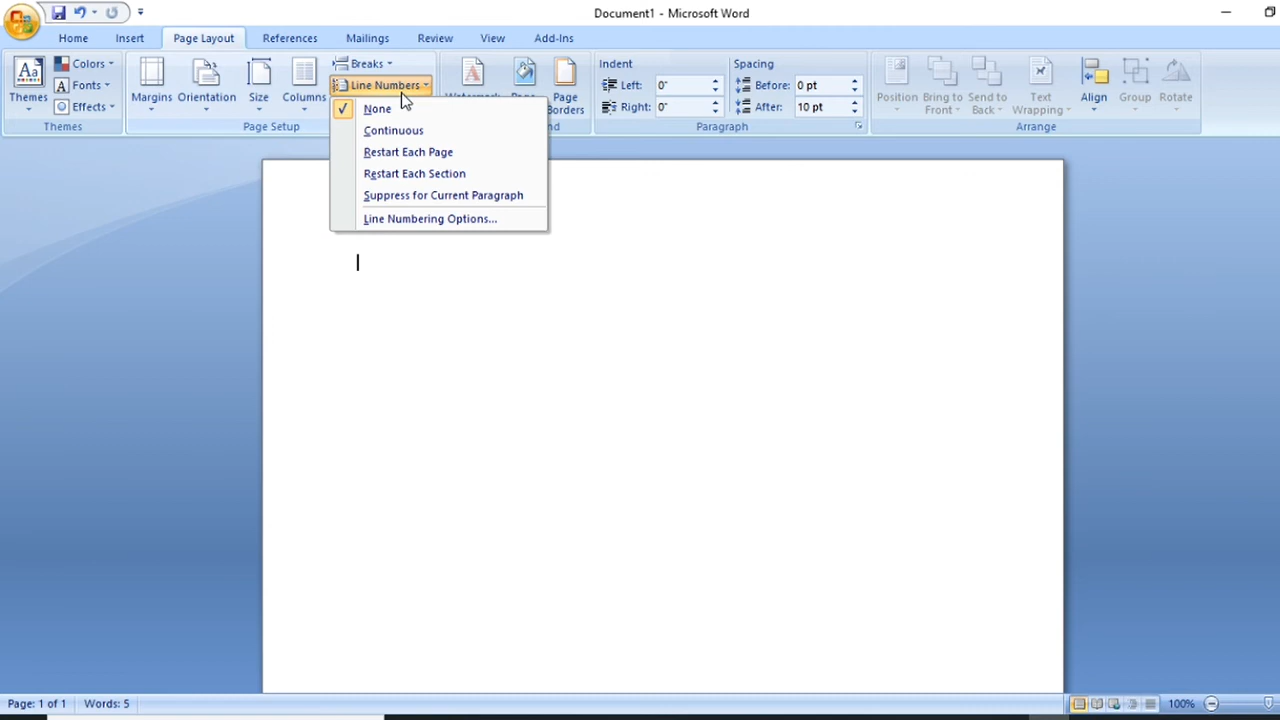 Document1 - Microsoft Word
Home Insert Page Layout References Mailings Review View Add-Ins
Themes
Colors
Fonts
Effects
Themes
Margins Orientation Size Columns
Breaks
Line Numbers
Page Setup
None
Continuous
Restart Each Page
Restart Each Section
Suppress for Current Paragraph
Line Numbering Options...
Page
Borders
Indent
Left: 0"
Right: 0"
Spacing
Before: 0 pt
After: 10 pt
Paragraph
Position Bring to Front Send to Back Text Wrapping Align Group Rotate
Arrange
Page: 1 of 1 Words: 5 100%